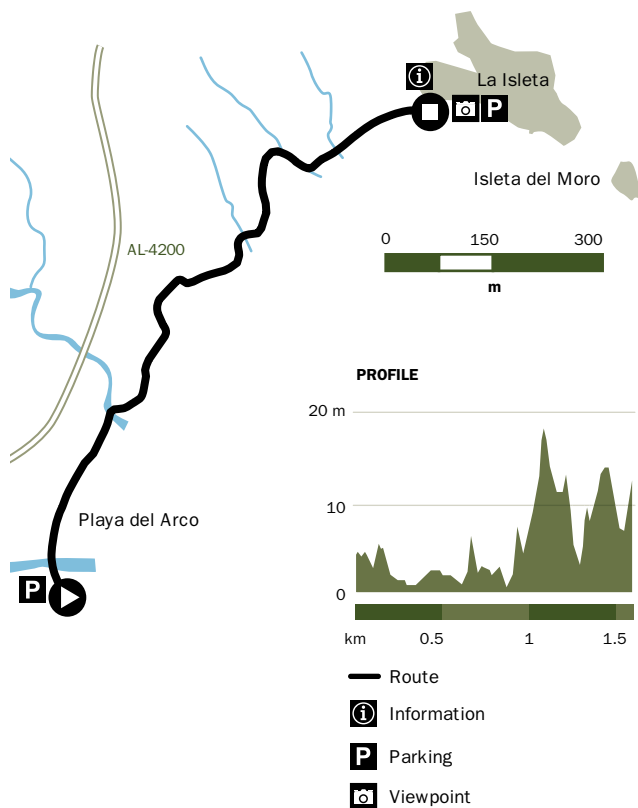 La Isleta
P
Isleta del Moro
0 150 300
m
AL-4200
PROFILE
20 m
10
0
km 0.5 1 1.5
Playa del Arco
P
Route
i Information
P Parking
Viewpoint